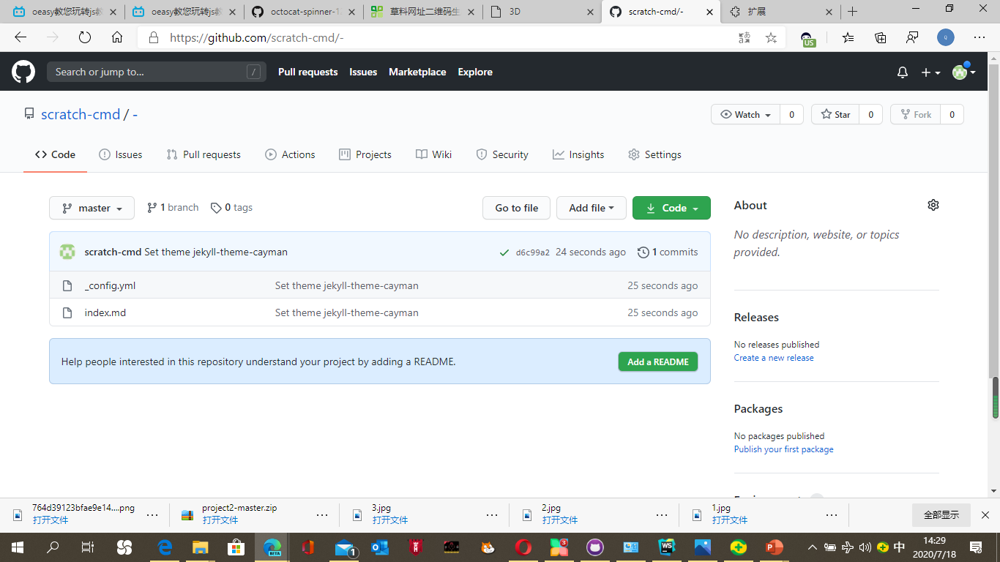 oeasy教您玩转js教
oeasy教您玩转js教
octocat-spinner-12
草料网址二维码生
3D
scratch-cmd/-
扩展
https://github.com/scratch-cmd/-
US
Q
Search or jump to...
/
Pull requests
Issues
Marketplace
Explore
scratch-cmd / -
Watch
0
Star
0
Fork
0
Code
Issues
Pull requests
Actions
Projects
Wiki
Security
Insights
Settings
master
1 branch
0 tags
Go to file
Add file
Code
scratch-cmd Set theme jekyll-theme-cayman
d6c99a2
24 seconds ago
1 commits
_config.yml
Set theme jekyll-theme-cayman
25 seconds ago
index.md
Set theme jekyll-theme-cayman
25 seconds ago
Help people interested in this repository understand your project by adding a README.
Add a README
About
No description, website, or topics
provided.
Releases
No releases published
Create a new release
Packages
No packages published
Publish your first package
764d39123bfae9e14....png
打开文件
project2-master.zip
打开文件
3.jpg
打开文件
2.jpg
打开文件
1.jpg
打开文件
全部显示
BETA
1
3
WS
中
14:29
2020/7/18